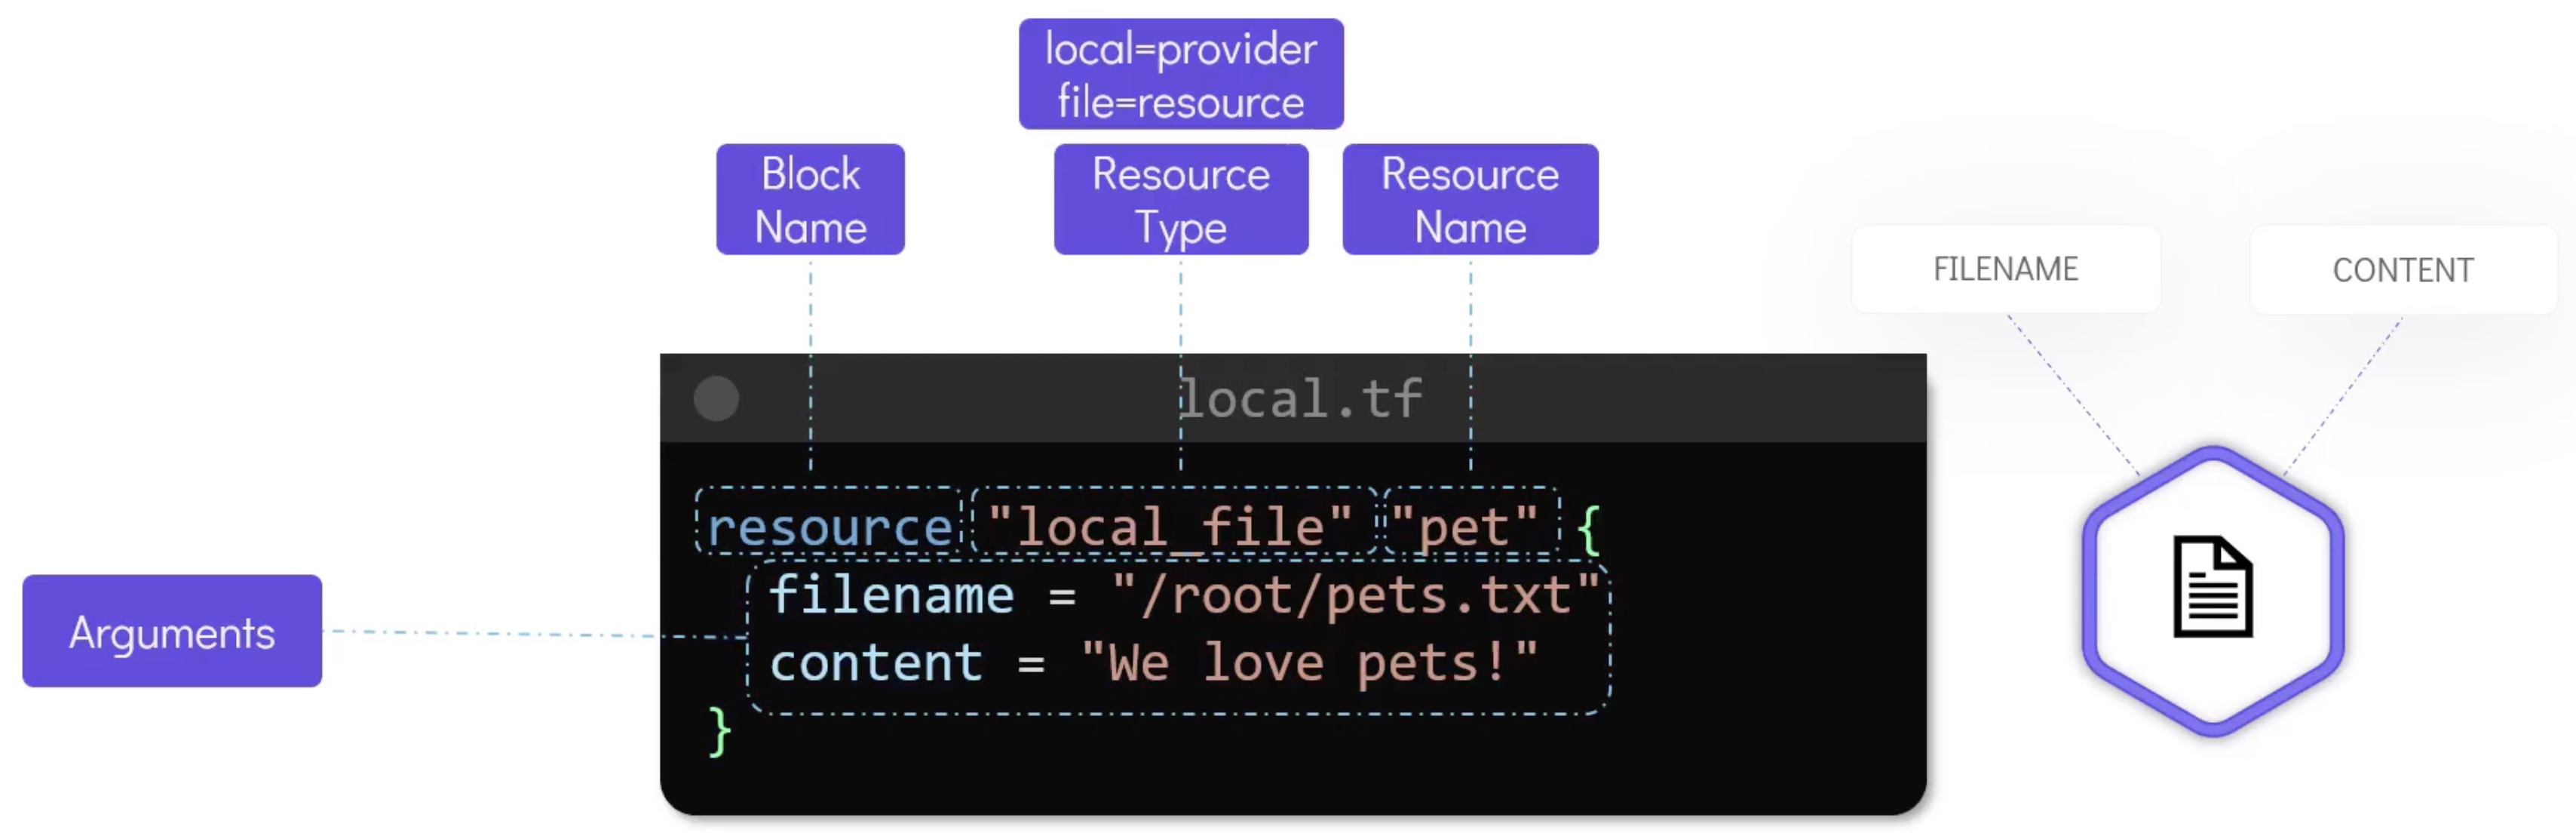 local=provider
file=resource
Block
Name
Resource
Type
Resource
Name
FILENAME
CONTENT
local.tf
resource "local_file" "pet" {
filename = "/root/pets.txt"
content = "We love pets!"
}
Arguments